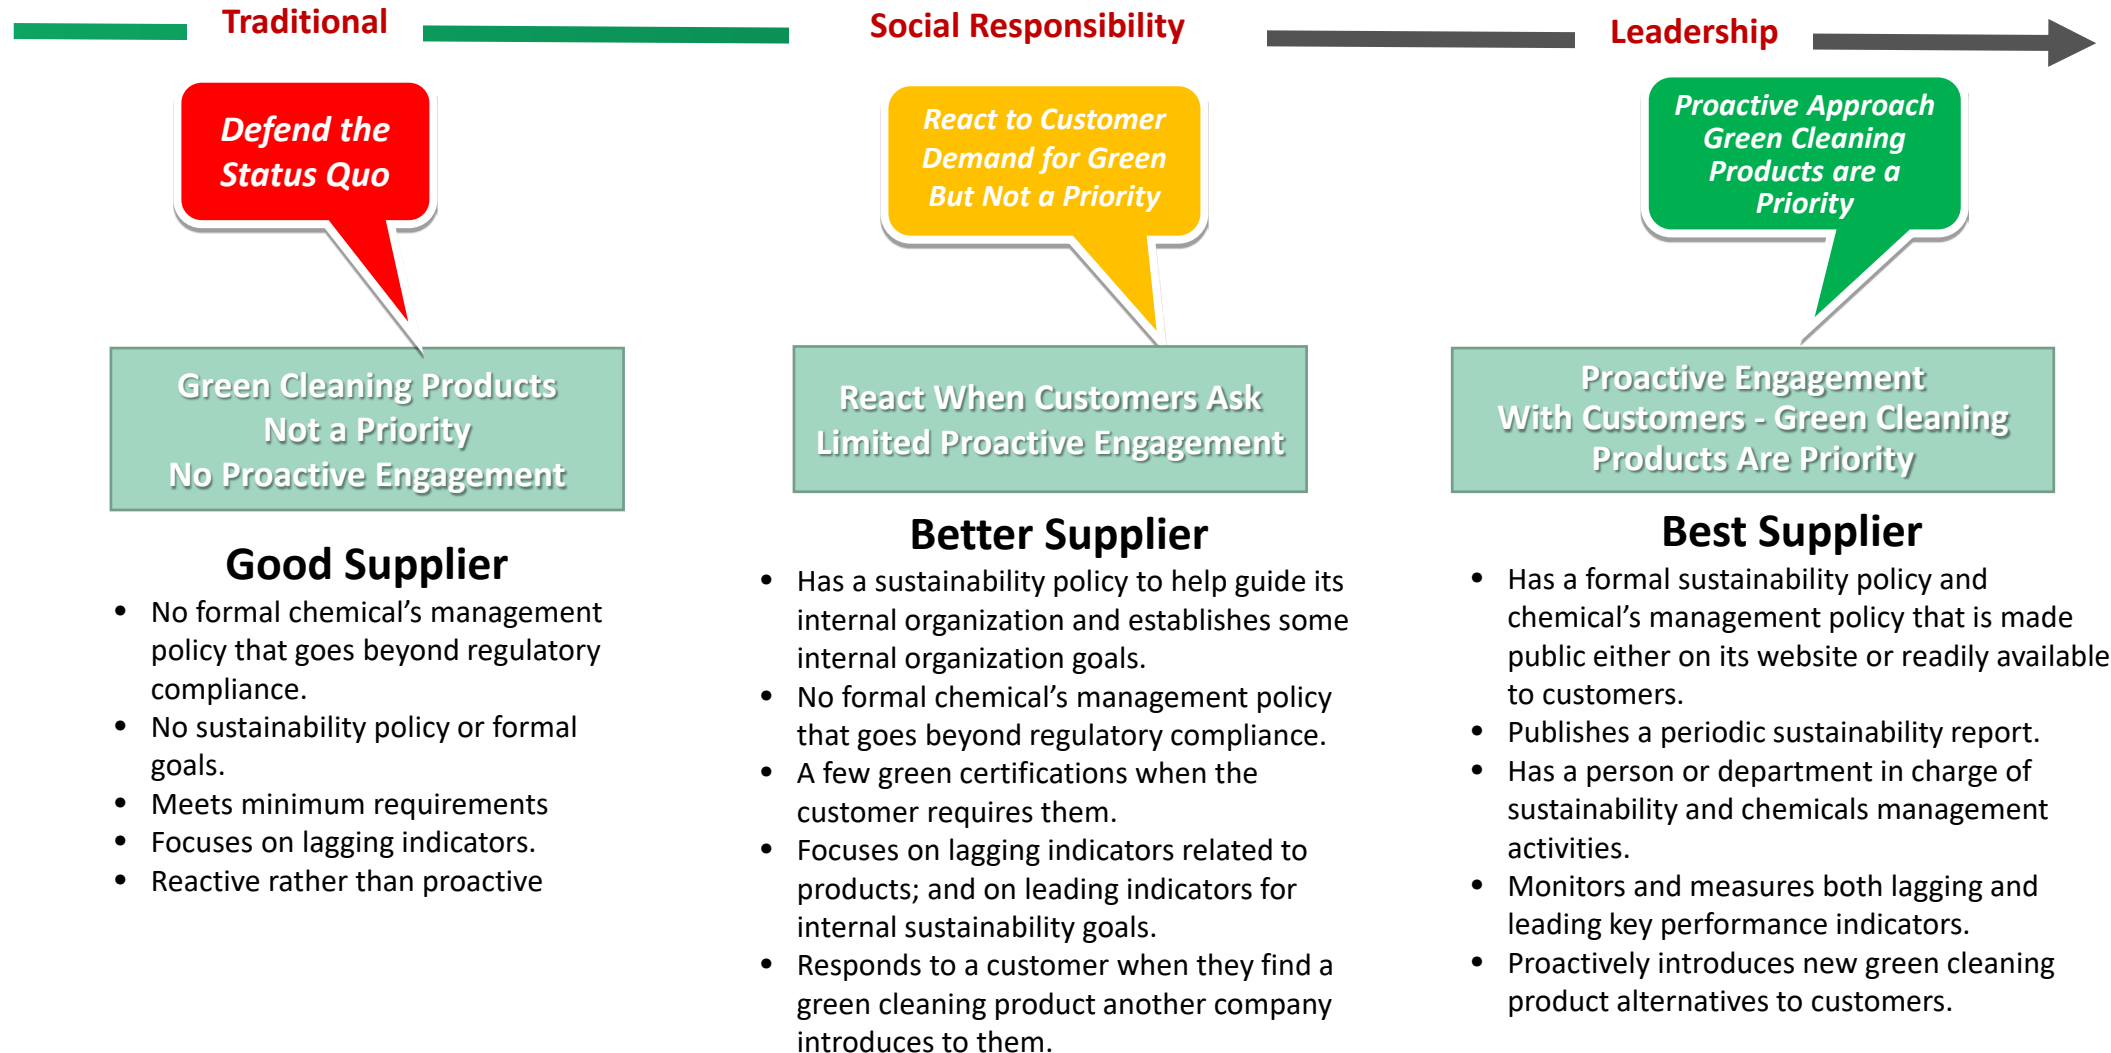 Traditional
Social Responsibility
Leadership
Defend the
Status Quo
React to Customer
Demand for Green
But Not a Priority
Proactive Approach
Green Cleaning
Products are a
Priority
Green Cleaning Products
Not a Priority
No Proactive Engagement
React When Customers Ask
Limited Proactive Engagement
Proactive Engagement
With Customers - Green Cleaning
Products Are Priority
Good Supplier
• No formal chemical’s management
policy that goes beyond regulatory
compliance.
• No sustainability policy or formal
goals.
• Meets minimum requirements
• Focuses on lagging indicators.
• Reactive rather than proactive
Better Supplier
• Has a sustainability policy to help guide its
internal organization and establishes some
internal organization goals.
• No formal chemical’s management policy
that goes beyond regulatory compliance.
• A few green certifications when the
customer requires them.
• Focuses on lagging indicators related to
products; and on leading indicators for
internal sustainability goals.
• Responds to a customer when they find a
green cleaning product another company
introduces to them.
Best Supplier
• Has a formal sustainability policy and
chemical’s management policy that is made
public either on its website or readily available
to customers.
• Publishes a periodic sustainability report.
• Has a person or department in charge of
sustainability and chemicals management
activities.
• Monitors and measures both lagging and
leading key performance indicators.
• Proactively introduces new green cleaning
product alternatives to customers.